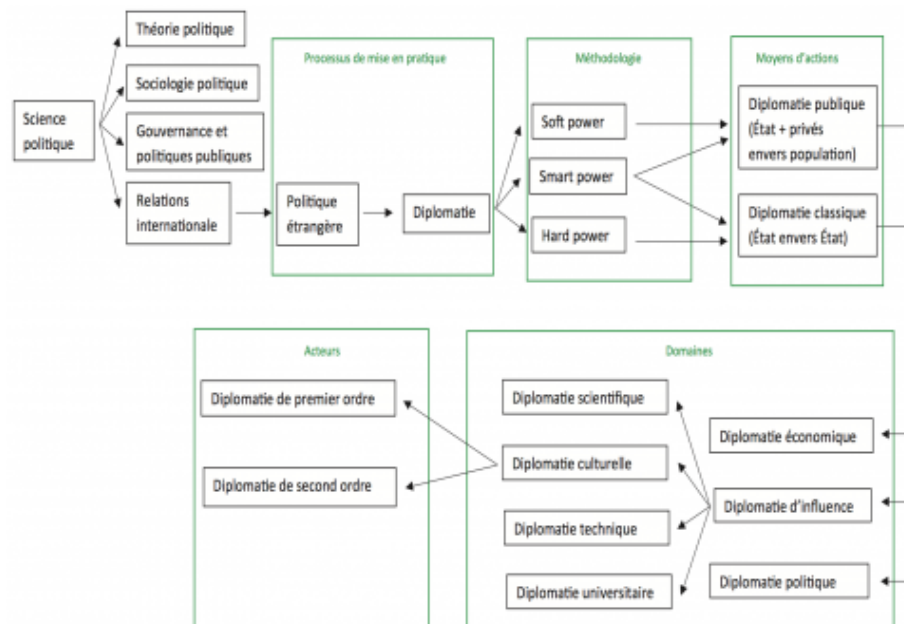 Théorie politique
Sociologie politique
Science
politique
Gouvernance et
politiques publiques
Relations
internationale
Processus de mise en pratique
Politique
étrangère
Diplomatie
Méthodologie
Soft power
Smart power
Hard power
Moyens d'actions
Diplomatie publique
(État + privés
envers population)
Diplomatie classique
(État envers État)
Acteurs
Diplomatie de premier ordre
Diplomatie de second ordre
Domaines
Diplomatie scientifique
Diplomatie culturelle
Diplomatie technique
Diplomatie universitaire
Diplomatie économique
Diplomatie d'influence
Diplomatie politique